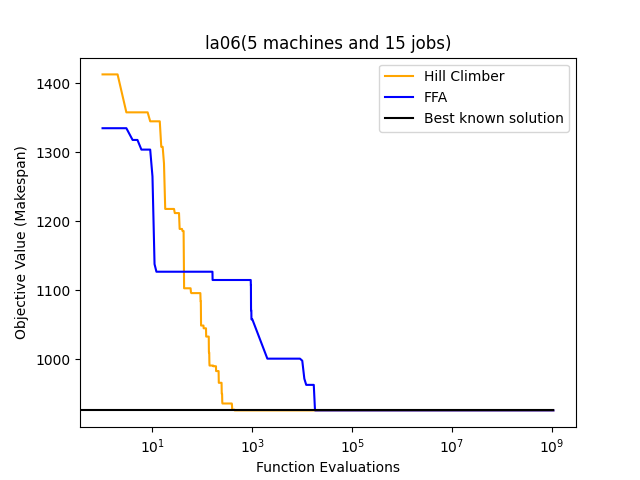 la06(5 machines and 15 jobs)
Hill Climber
FFA
Best known solution
Objective Value (Makespan)
1400
1300
1200
1100
1000
10^1 10^3 10^5 10^7 10^9
Function Evaluations